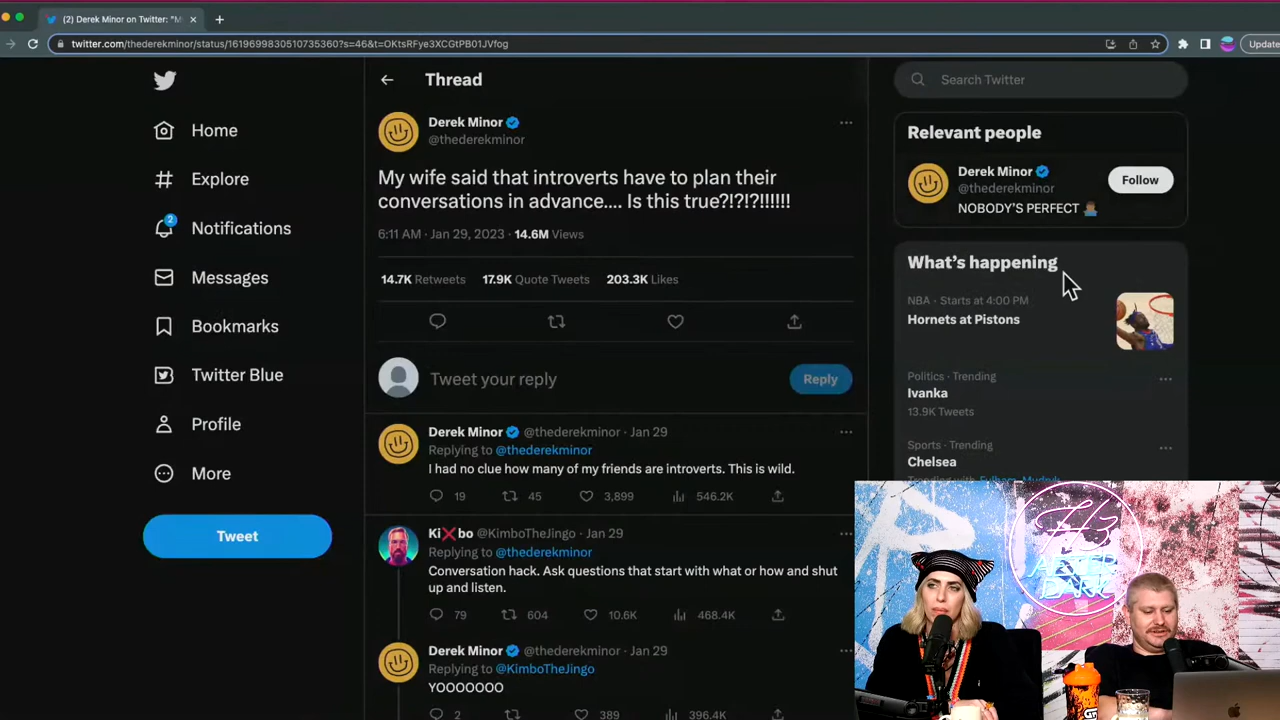 (2) Derek Minor on Twitter: "M
twitter.com/thederekminor/status/1619699830510735360?s=46&t=OKtsRFye3XCGtPB01JVfog
Update
Home
Explore
2
Notifications
Messages
Bookmarks
Twitter Blue
Profile
More
Tweet
Thread
Derek Minor
@thederekminor
My wife said that introverts have to plan their
conversations in advance.... Is this true?!?!?!!!!!!
6:11 AM · Jan 29, 2023 · 14.6M Views
14.7K Retweets 17.9K Quote Tweets 203.3K Likes
Tweet your reply
Reply
Derek Minor @thederekminor · Jan 29
Replying to @thederekminor
I had no clue how many of my friends are introverts. This is wild.
19 45 3,899 546.2K
Ki❌bo @KimboTheJingo · Jan 29
Replying to @thederekminor
Conversation hack. Ask questions that start with what or how and shut
up and listen.
79 604 10.6K 468.4K
Derek Minor @thederekminor · Jan 29
Replying to @KimboTheJingo
YOOOOOOO
2 389 396.4K
Search Twitter
Relevant people
Derek Minor
@thederekminor
Follow
NOBODY'S PERFECT
What's happening
NBA · Starts at 4:00 PM
Hornets at Pistons
Politics · Trending
Ivanka
13.9K Tweets
Sports · Trending
Chelsea
Trending with Fulham, Mudryk
H3
AFTER
DARK